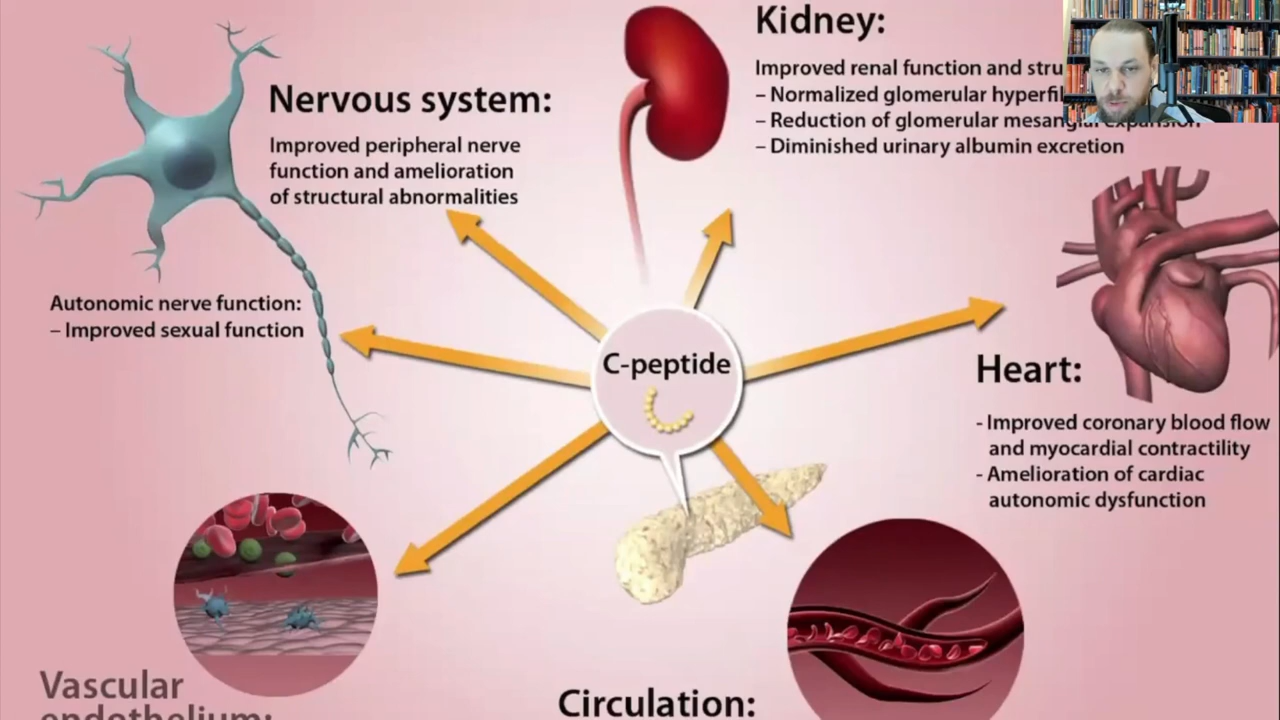 Kidney:
Improved renal function and stru
– Normalized glomerular hyperfil
– Reduction of glomerular mesangial expansion
– Diminished urinary albumin excretion
Nervous system:
Improved peripheral nerve
function and amelioration
of structural abnormalities
Autonomic nerve function:
– Improved sexual function
C-peptide
Heart:
- Improved coronary blood flow
and myocardial contractility
- Amelioration of cardiac
autonomic dysfunction
Vascular
endothelium:
Circulation: